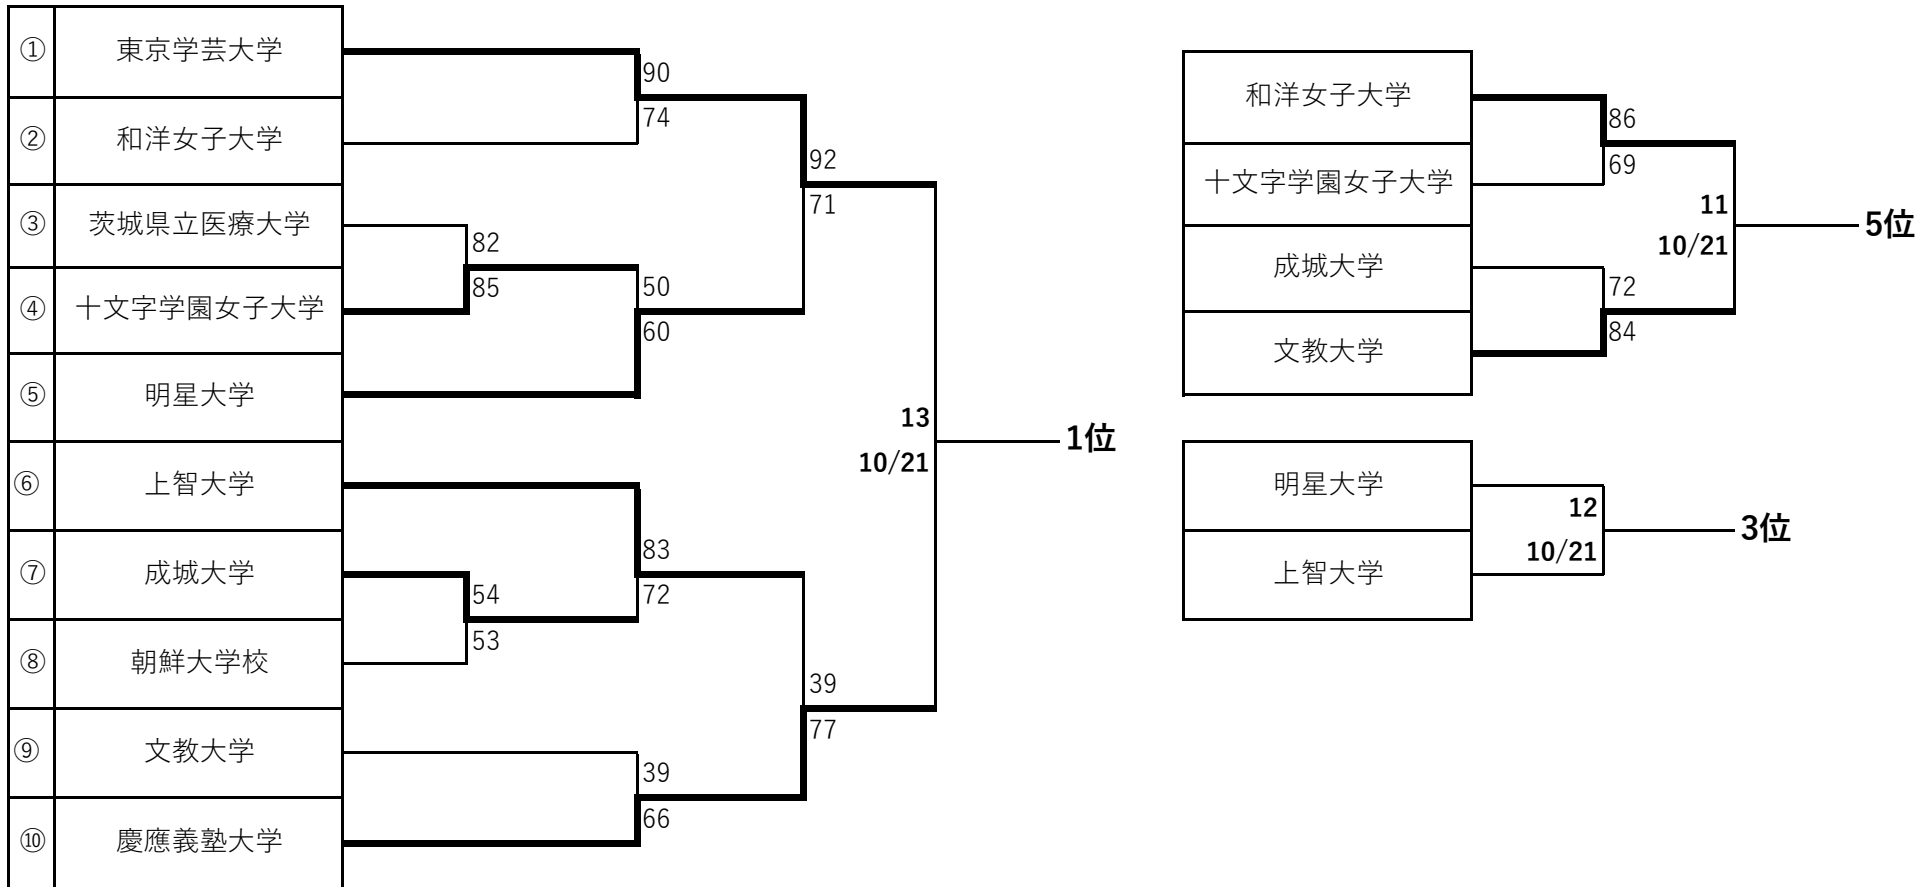 ① 東京学芸大学
90
74
② 和洋女子大学
92
71
③ 茨城県立医療大学
82
85
④ 十文字学園女子大学
50
60
⑤ 明星大学
13
10/21
1位
⑥ 上智大学
83
72
⑦ 成城大学
54
53
⑧ 朝鮮大学校
39
77
⑨ 文教大学
39
66
⑩ 慶應義塾大学
和洋女子大学
86
69
十文字学園女子大学
11
10/21
5位
成城大学
72
84
文教大学
明星大学
12
10/21
3位
上智大学